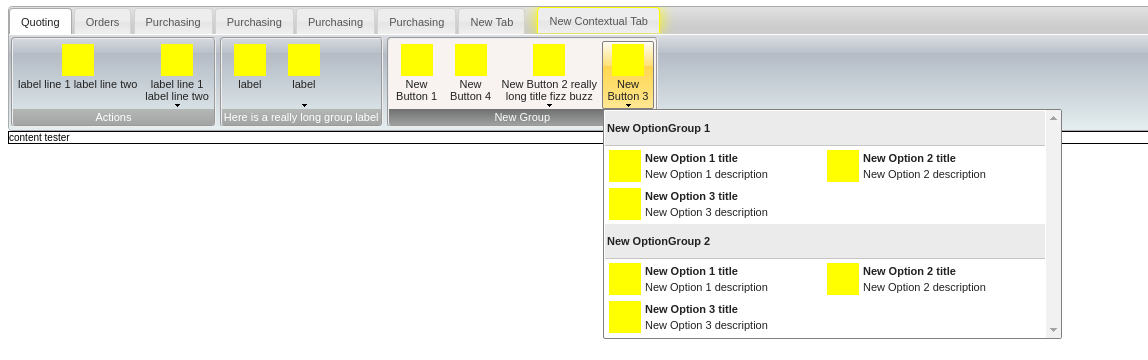 Quoting Orders Purchasing Purchasing Purchasing Purchasing New Tab New Contextual Tab
label line 1 label line two
label line 1
label line two
Actions
label
label
Here is a really long group label
New
Button 1
New
Button 4
New Button 2 really
long title fizz buzz
New
Button 3
New Group
content tester
New OptionGroup 1
New Option 1 title
New Option 1 description
New Option 2 title
New Option 2 description
New Option 3 title
New Option 3 description
New OptionGroup 2
New Option 1 title
New Option 1 description
New Option 2 title
New Option 2 description
New Option 3 title
New Option 3 description